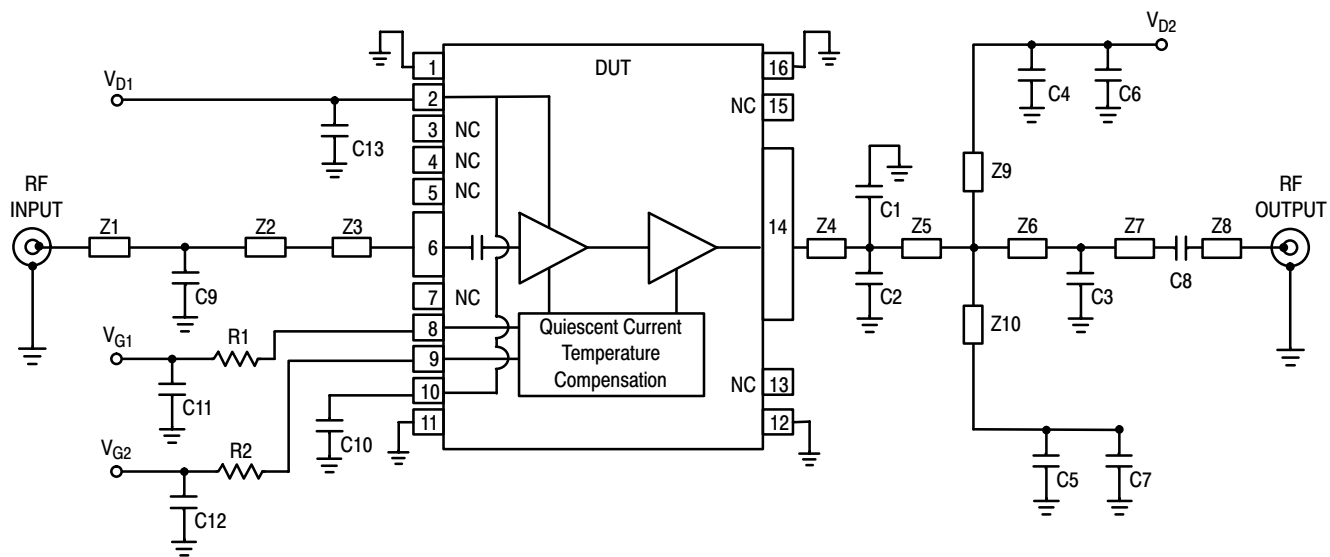 V_D2
1
DUT
16
V_D1
2
NC
15
C4
C6
3
NC
C13
4
NC
5
NC
C1
Z9
RF
INPUT
RF
OUTPUT
Z1
Z2
Z3
6
14
Z4
Z5
Z6
Z7
Z8
C9
7
NC
C2
C3
C8
V_G1
R1
8
Quiescent Current
Temperature
Compensation
Z10
9
C11
10
NC
13
V_G2
R2
C10
11
12
C12
C5
C7